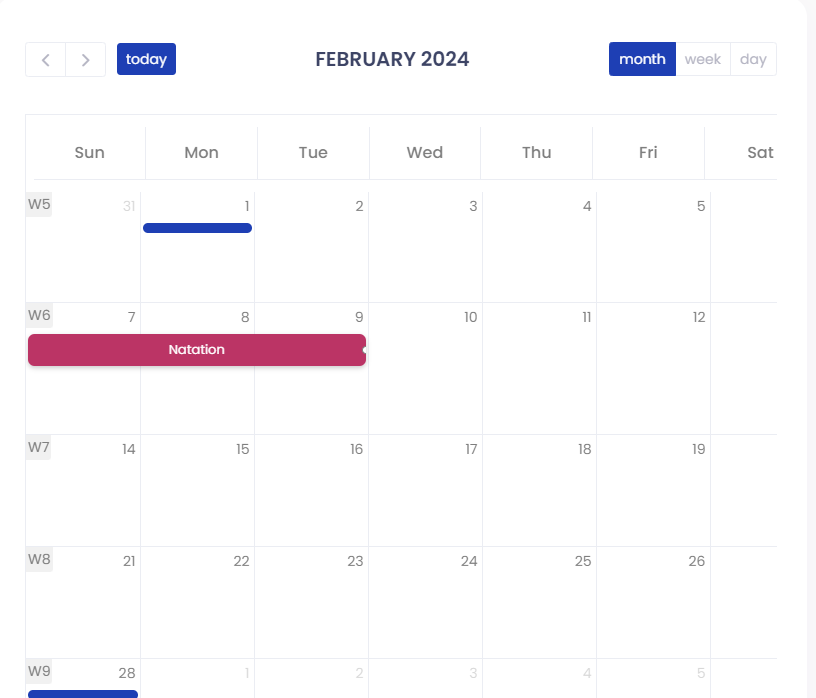 today FEBRUARY 2024 month week day
Sun Mon Tue Wed Thu Fri Sat
W5 31 1 2 3 4 5
W6 7 8 9 10 11 12
Natation
W7 14 15 16 17 18 19
W8 21 22 23 24 25 26
W9 28 1 2 3 4 5